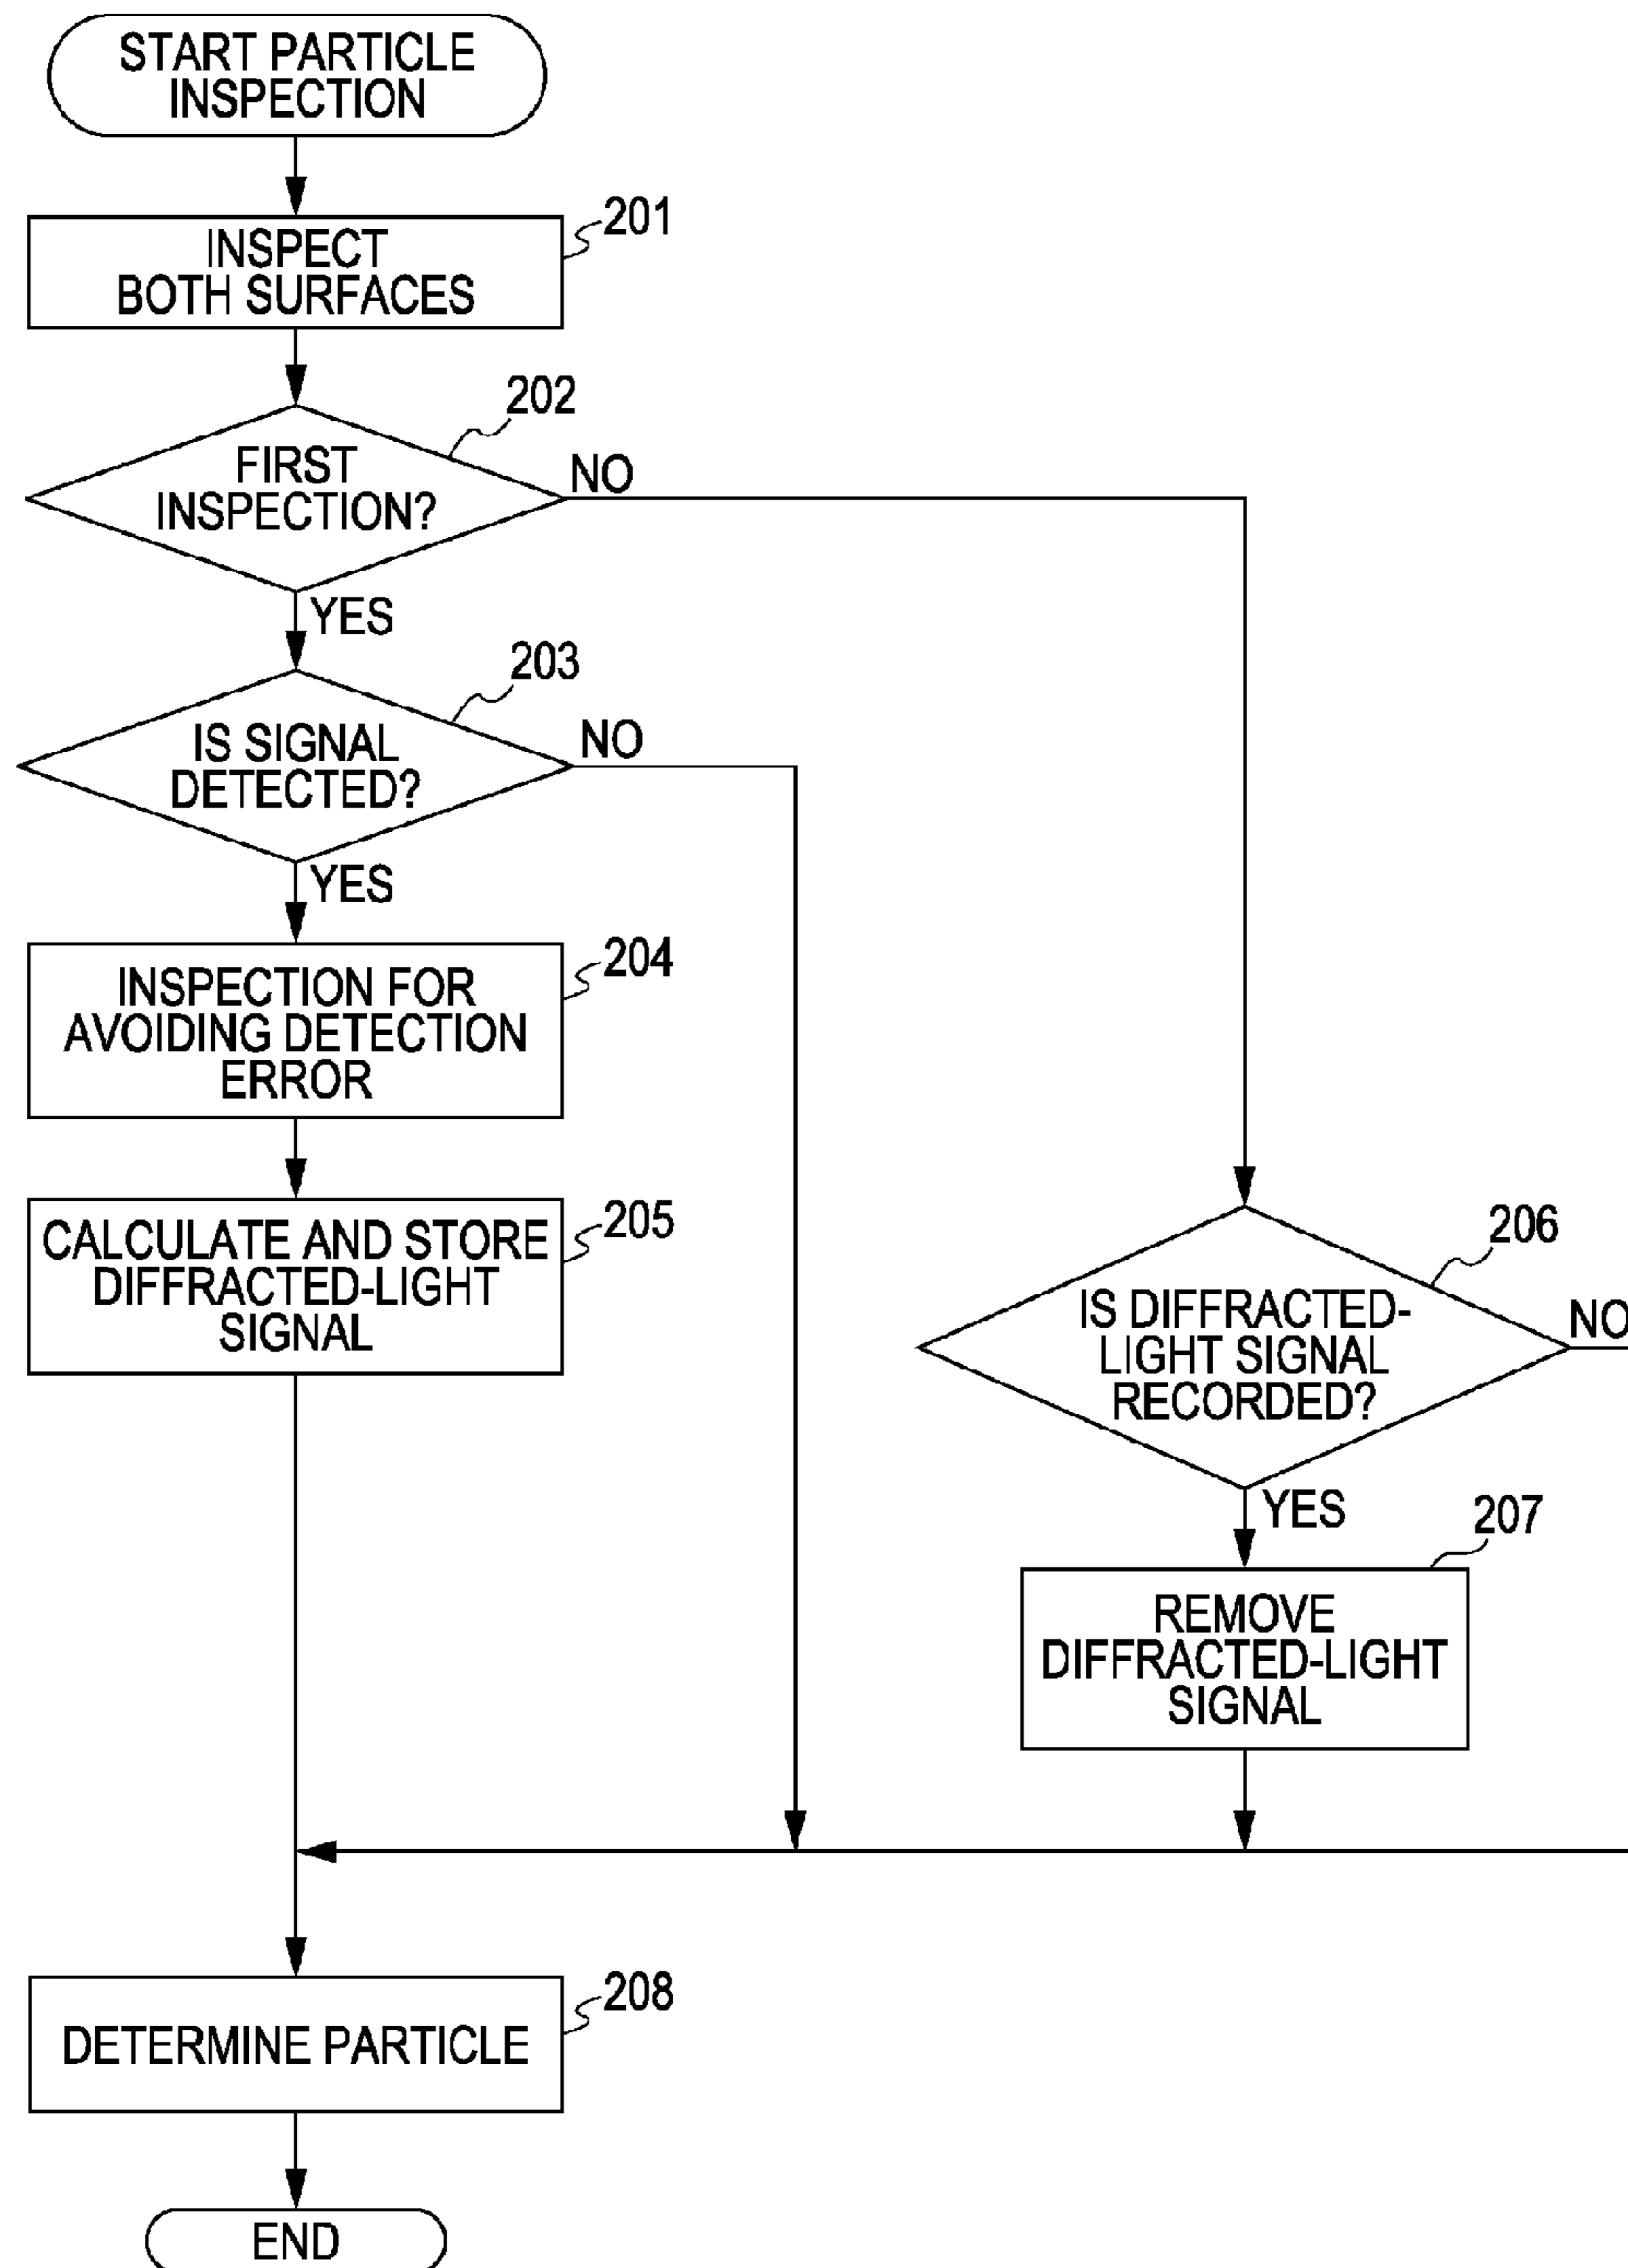 START PARTICLE
INSPECTION
201
INSPECT
BOTH SURFACES
202
FIRST
INSPECTION?
NO
YES
203
IS SIGNAL
DETECTED?
NO
YES
204
INSPECTION FOR
AVOIDING DETECTION
ERROR
205
CALCULATE AND STORE
DIFFRACTED-LIGHT
SIGNAL
206
IS DIFFRACTED-
LIGHT SIGNAL
RECORDED?
NO
YES
207
REMOVE
DIFFRACTED-LIGHT
SIGNAL
208
DETERMINE PARTICLE
END